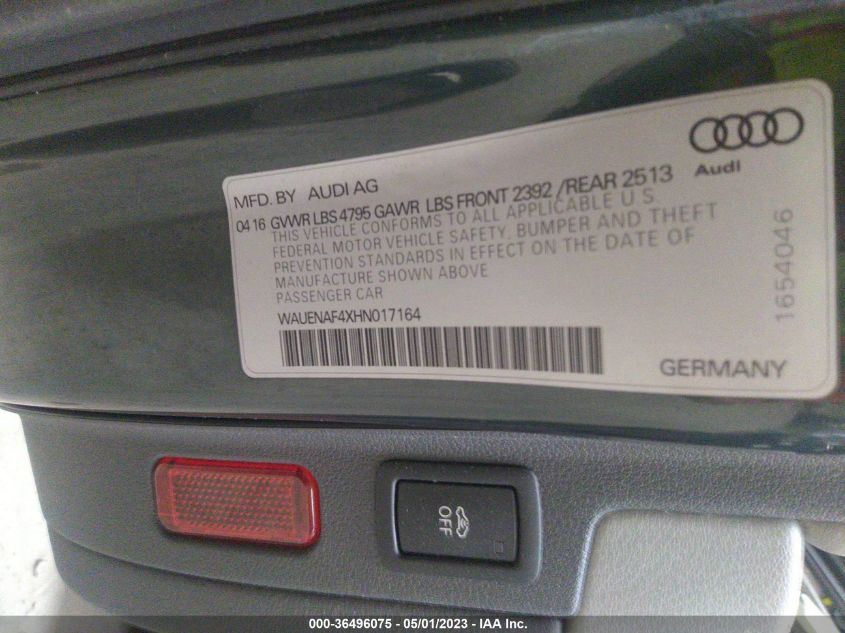 Audi
MFD. BY AUDI AG
04 16 GVWR LBS 4795 GAWR LBS FRONT 2392 /REAR 2513
THIS VEHICLE CONFORMS TO ALL APPLICABLE U.S.
FEDERAL MOTOR VEHICLE SAFETY, BUMPER AND THEFT
PREVENTION STANDARDS IN EFFECT ON THE DATE OF
MANUFACTURE SHOWN ABOVE
PASSENGER CAR
WAUENAF4XHN017164
GERMANY
1654046
OFF
000-36496075 - 05/01/2023 - IAA Inc.